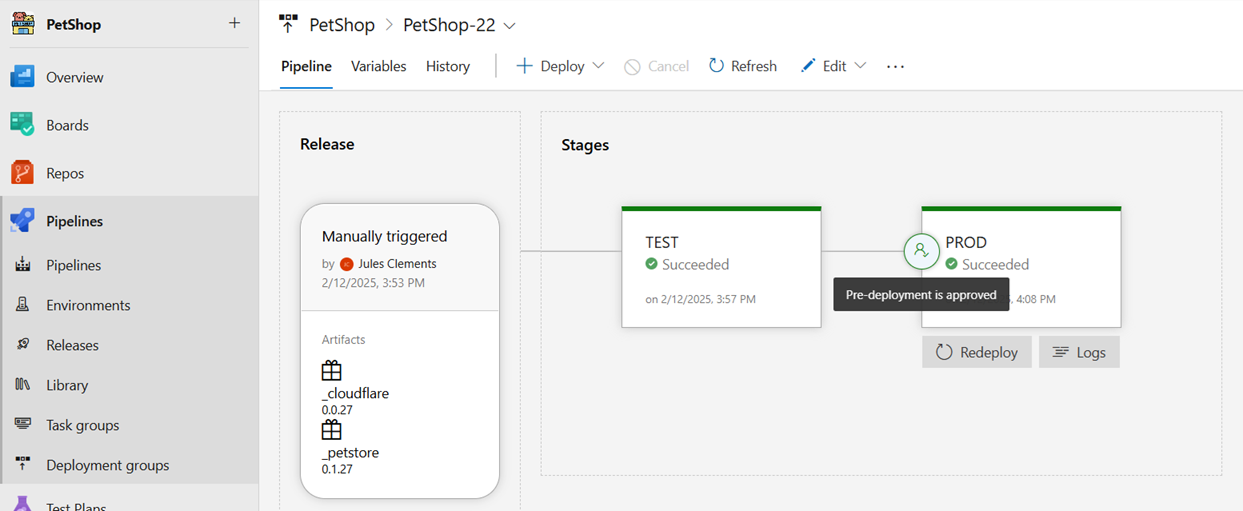 PetShop
Overview
Boards
Repos
Pipelines
Pipelines
Environments
Releases
Library
Task groups
Deployment groups
Test Plans
PetShop > PetShop-22
Pipeline Variables History Deploy Cancel Refresh Edit ...
Release
Manually triggered
by Jules Clements
2/12/2025, 3:53 PM
Artifacts
_cloudflare
0.0.27
_petstore
0.1.27
Stages
TEST
Succeeded
on 2/12/2025, 3:57 PM
PROD
Succeeded
Pre-deployment is approved
, 4:08 PM
Redeploy Logs